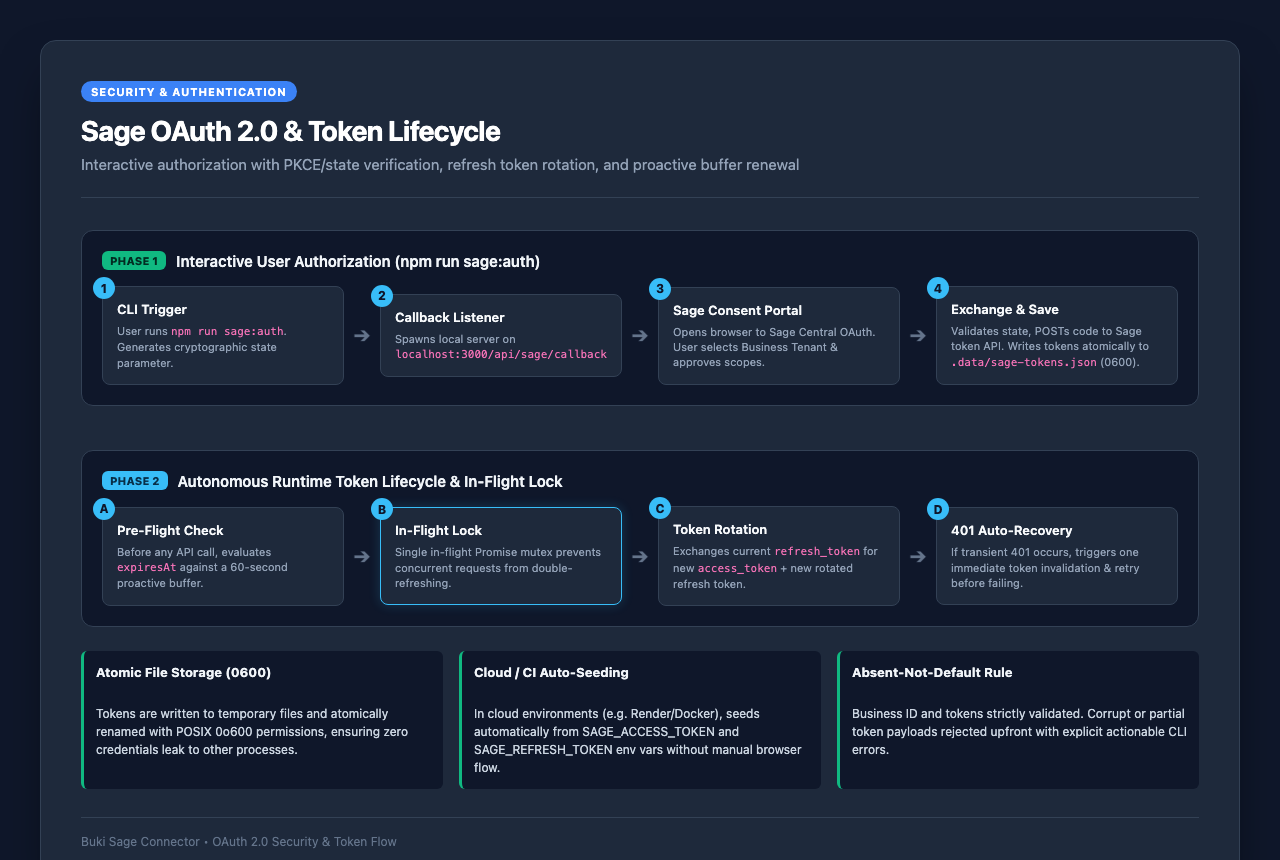 SECURITY & AUTHENTICATION
Sage OAuth 2.0 & Token Lifecycle
Interactive authorization with PKCE/state verification, refresh token rotation, and proactive buffer renewal
PHASE 1
Interactive User Authorization (npm run sage:auth)
1
CLI Trigger
User runs npm run sage:auth.
Generates cryptographic state
parameter.
➔
2
Callback Listener
Spawns local server on
localhost:3000/api/sage/callback
➔
3
Sage Consent Portal
Opens browser to Sage Central OAuth.
User selects Business Tenant &
approves scopes.
➔
4
Exchange & Save
Validates state, POSTs code to Sage
token API. Writes tokens atomically to
.data/sage-tokens.json (0600).
PHASE 2
Autonomous Runtime Token Lifecycle & In-Flight Lock
A
Pre-Flight Check
Before any API call, evaluates
expiresAt against a 60-second
proactive buffer.
➔
B
In-Flight Lock
Single in-flight Promise mutex prevents
concurrent requests from double-
refreshing.
➔
C
Token Rotation
Exchanges current refresh_token for
new access_token + new rotated
refresh token.
➔
D
401 Auto-Recovery
If transient 401 occurs, triggers one
immediate token invalidation & retry
before failing.
Atomic File Storage (0600)
Tokens are written to temporary files and atomically
renamed with POSIX 0o600 permissions, ensuring zero
credentials leak to other processes.
Cloud / CI Auto-Seeding
In cloud environments (e.g. Render/Docker), seeds
automatically from SAGE_ACCESS_TOKEN and
SAGE_REFRESH_TOKEN env vars without manual browser
flow.
Absent-Not-Default Rule
Business ID and tokens strictly validated. Corrupt or partial
token payloads rejected upfront with explicit actionable CLI
errors.
Buki Sage Connector • OAuth 2.0 Security & Token Flow